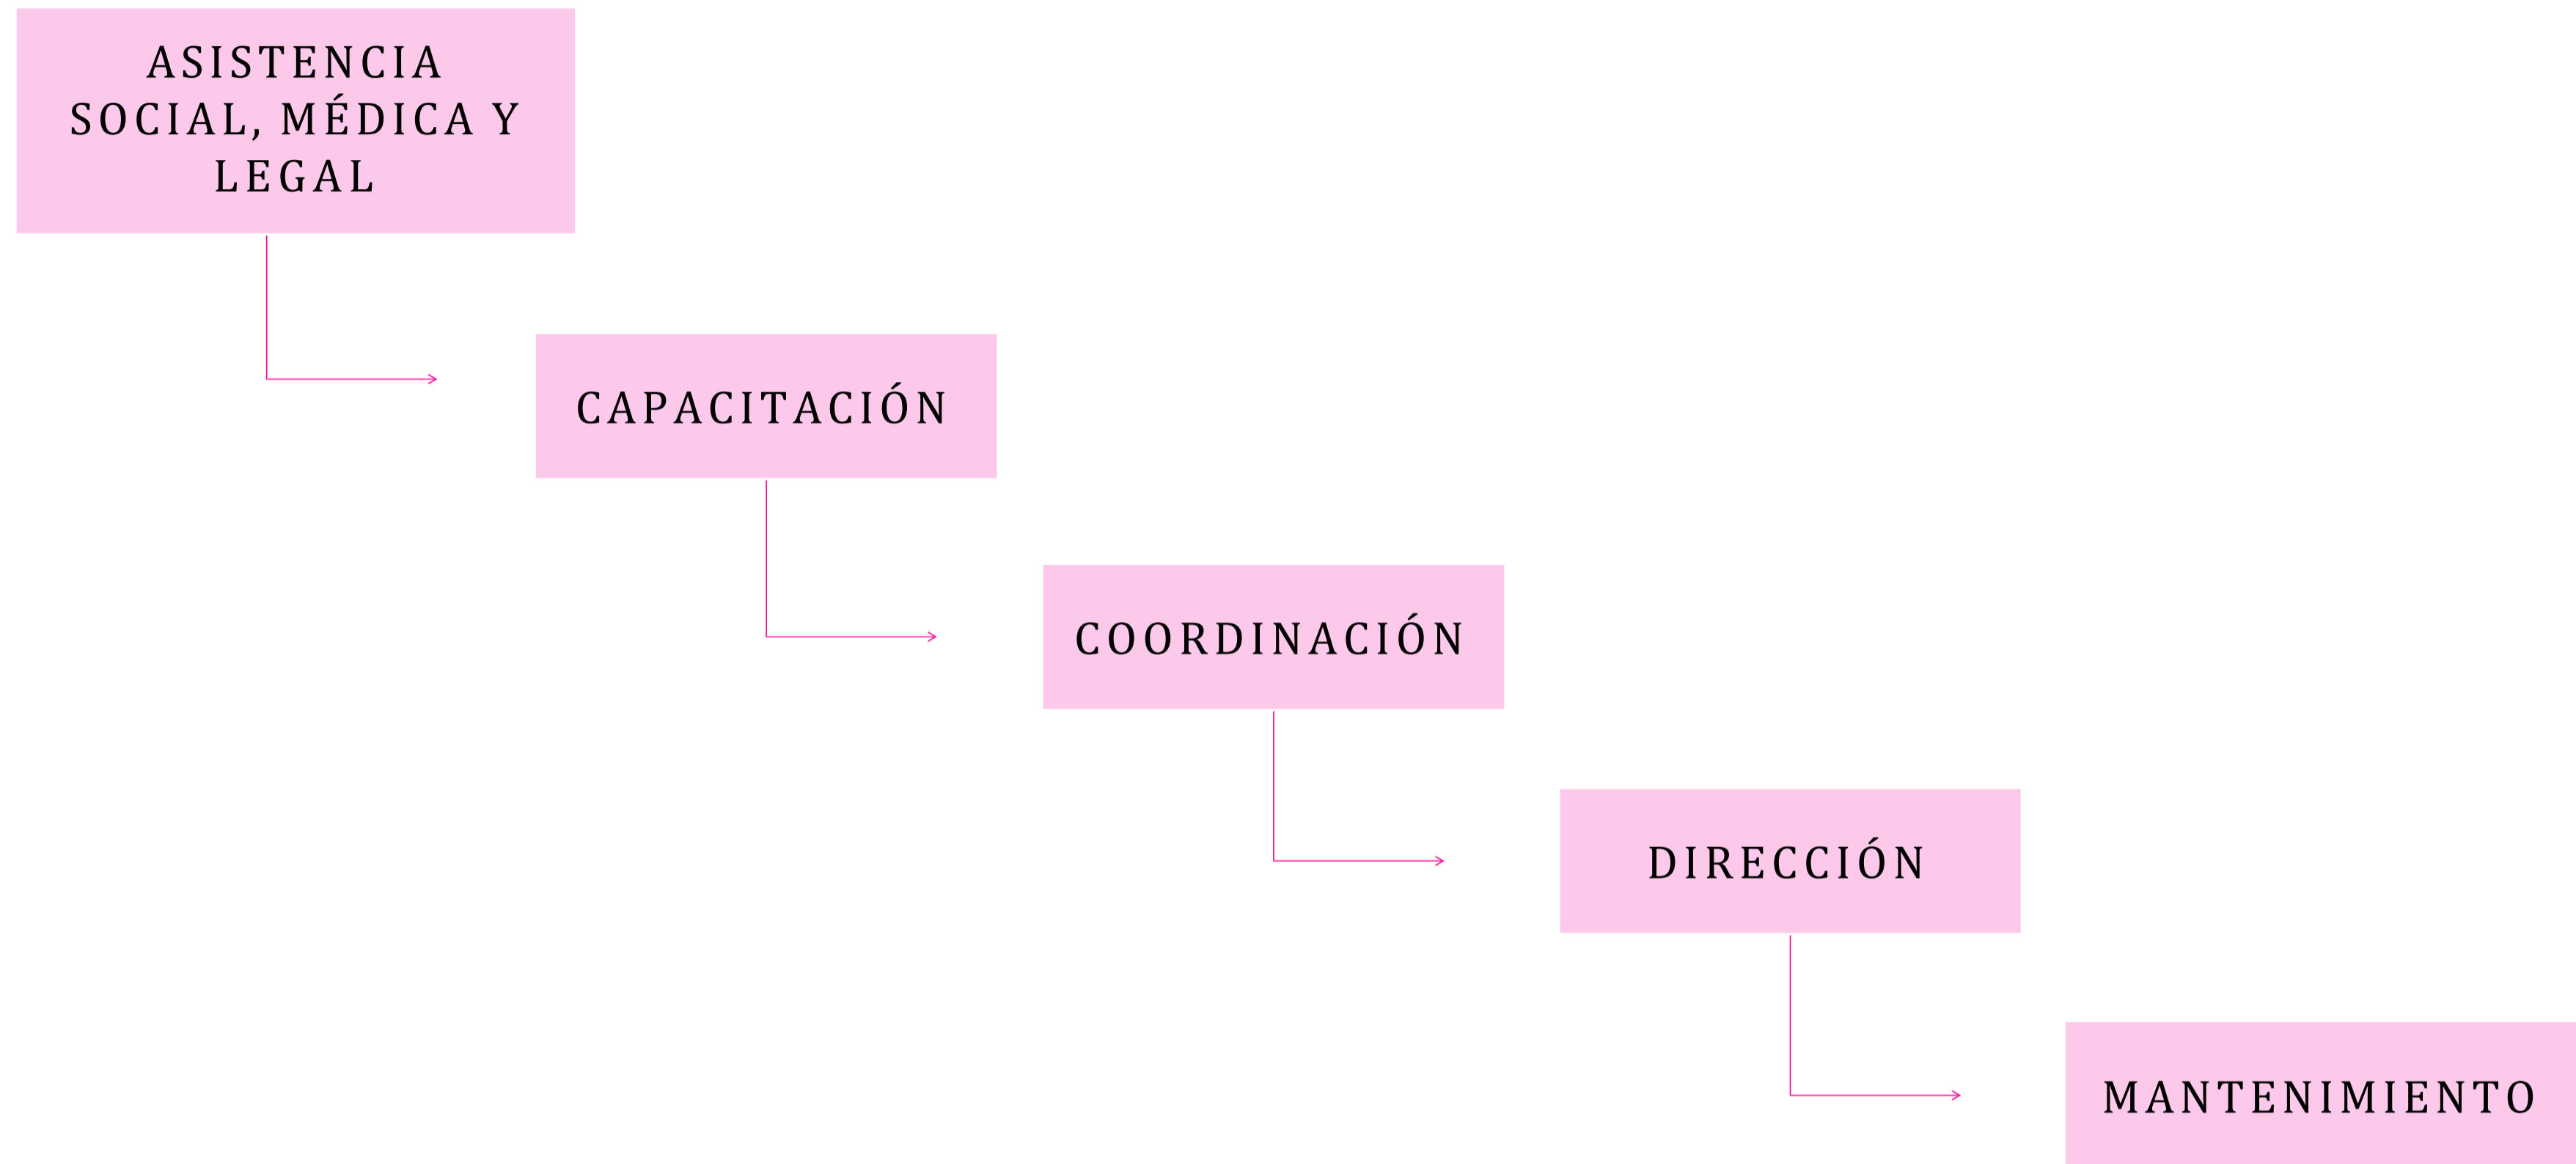 ASISTENCIA
SOCIAL, MÉDICA Y
LEGAL
CAPACITACIÓN
COORDINACIÓN
DIRECCIÓN
MANTENIMIENTO